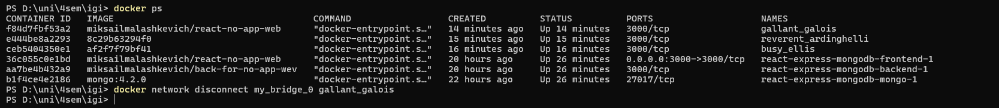 PS D:\uni\4sem\igi> docker ps
CONTAINER ID   IMAGE                               COMMAND                  CREATED          STATUS          PORTS                    NAMES
f84d7fbf53a2   miksailmalashkevich/react-no-app-web      "docker-entrypoint.s…"   14 minutes ago   Up 14 minutes   3000/tcp                 gallant_galois
e444be8a2293   8c29b63294f0                              "docker-entrypoint.s…"   15 minutes ago   Up 15 minutes   3000/tcp                 reverent_ardinghelli
ceb5404350e1   af2f7f79bf41                              "docker-entrypoint.s…"   16 minutes ago   Up 16 minutes   3000/tcp                 busy_ellis
36c055c0e1bd   miksailmalashkevich/react-no-app-web      "docker-entrypoint.s…"   20 hours ago     Up 26 minutes   0.0.0.0:3000->3000/tcp   react-express-mongodb-frontend-1
aa7be4b432a9   miksailmalashkevich/back-for-no-app-wev   "docker-entrypoint.s…"   20 hours ago     Up 26 minutes   3000/tcp                 react-express-mongodb-backend-1
b1f4ce4e2186   mongo:4.2.0                               "docker-entrypoint.s…"   22 hours ago     Up 26 minutes   27017/tcp                react-express-mongodb-mongo-1
PS D:\uni\4sem\igi> docker network disconnect my_bridge_0 gallant_galois
PS D:\uni\4sem\igi>